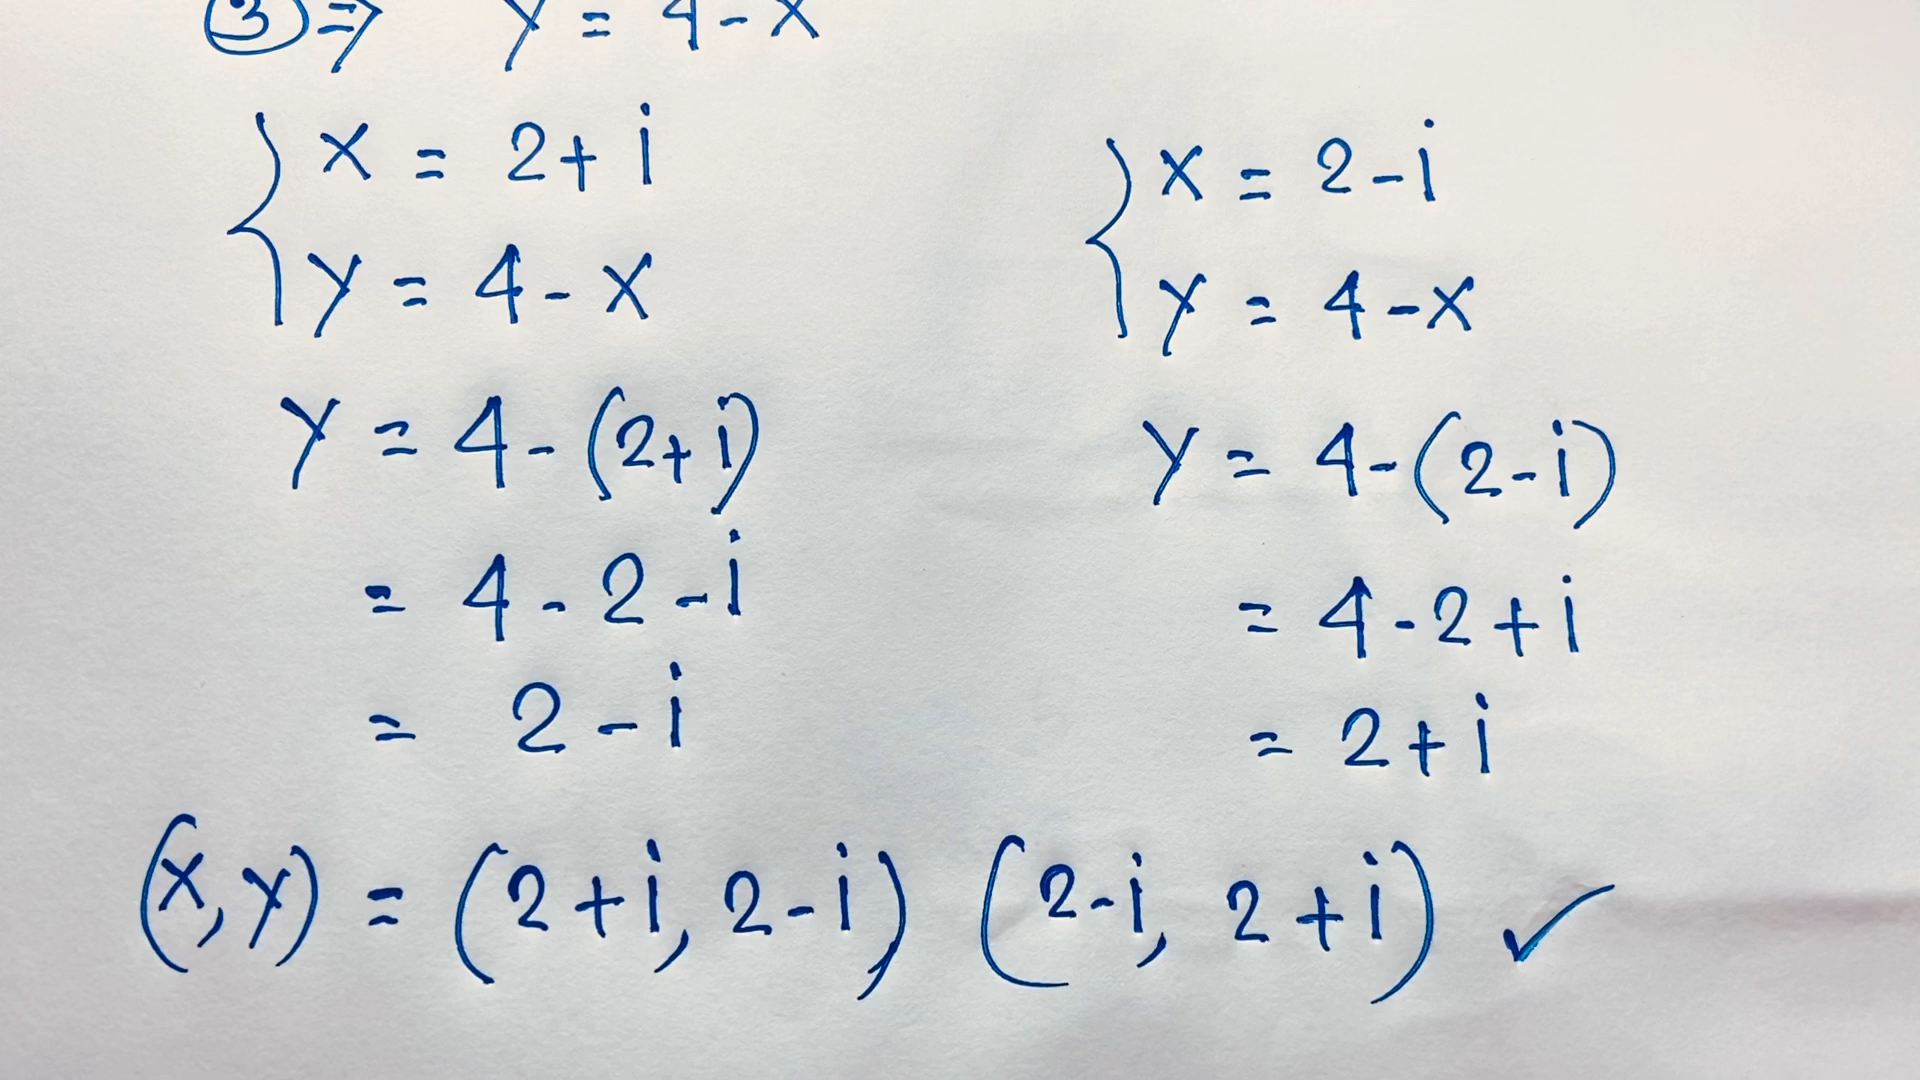 ③ ⇒ y = 4 - x
x = 2 + i
y = 4 - x
y = 4 - (2 + i)
= 4 - 2 - i
= 2 - i
x = 2 - i
y = 4 - x
y = 4 - (2 - i)
= 4 - 2 + i
= 2 + i
(x, y) = (2 + i, 2 - i) (2 - i, 2 + i) ✓